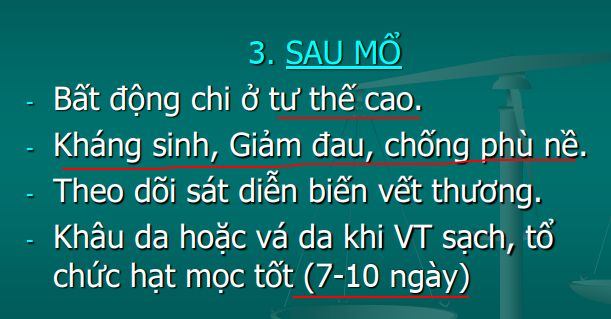 3. SAU MỔ
- Bất động chi ở tư thế cao.
- Kháng sinh, Giảm đau, chống phù nề.
- Theo dõi sát diễn biến vết thương.
- Khâu da hoặc vá da khi VT sạch, tổ
chức hạt mọc tốt (7-10 ngày)